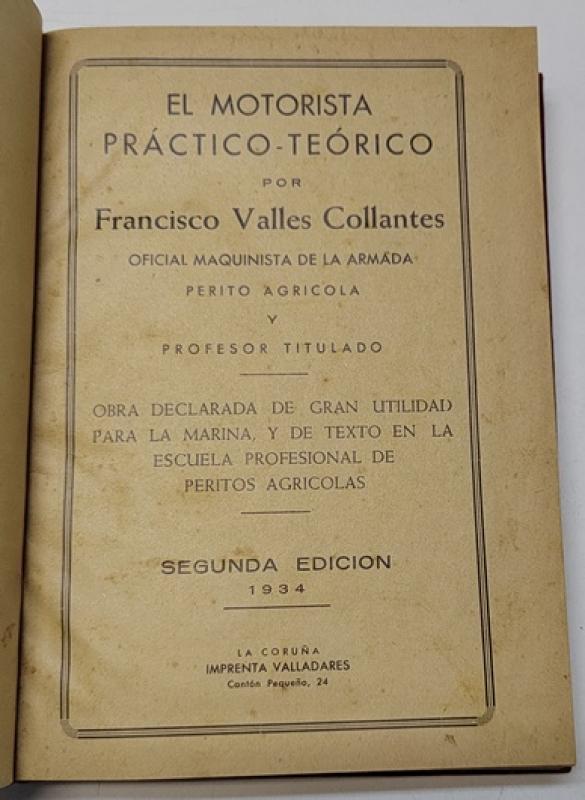 EL MOTORISTA
PRÁCTICO-TEÓRICO
POR
Francisco Valles Collantes
OFICIAL MAQUINISTA DE LA ARMADA
PERITO AGRICOLA
Y
PROFESOR TITULADO
OBRA DECLARADA DE GRAN UTILIDAD
PARA LA MARINA, Y DE TEXTO EN LA
ESCUELA PROFESIONAL DE
PERITOS AGRICOLAS
SEGUNDA EDICION
1934
LA CORUÑA
IMPRENTA VALLADARES
Cantón Pequeño, 24